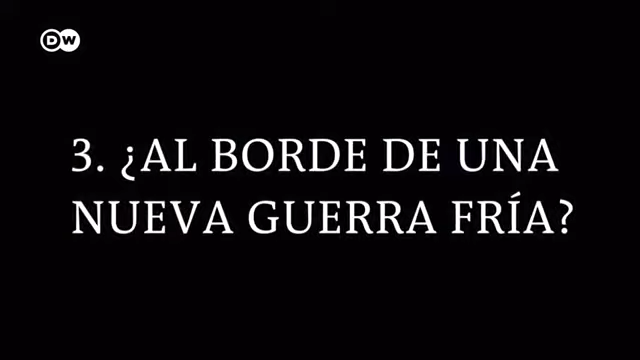 DW
3. ¿AL BORDE DE UNA
NUEVA GUERRA FRÍA?